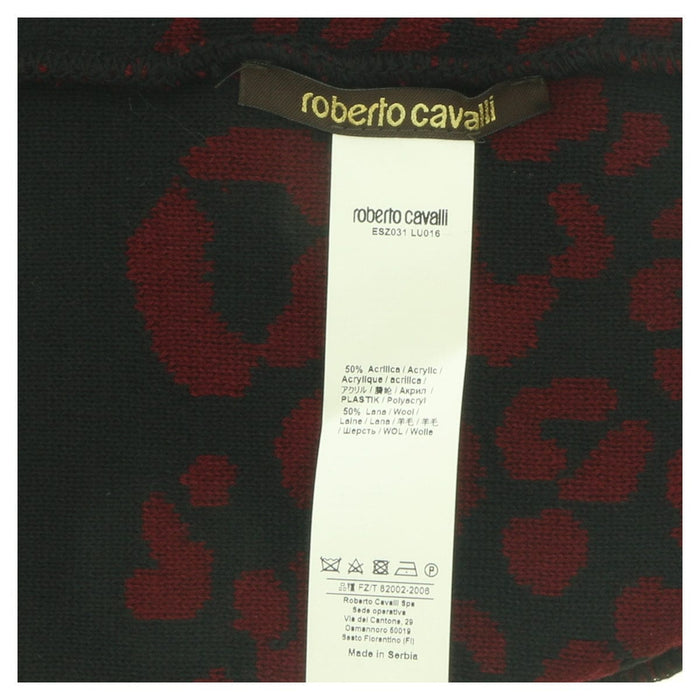 roberto cavalli
roberto cavalli
ESZ031 LU016
50% Acrilica / Acrylic /
Acrylique / acrilica /
アクリル / 腈纶 / Акрил /
PLASTIK / Polyacryl
50% Lana / Wool /
Laine / Lana / 羊毛 / 羊毛
/ Шерсть / WOL / Wolle
FZ/T 82002-2006
Roberto Cavalli Spa
Sede operativa
Via del Cantone, 29
Osmannoro 50019
Sesto Fiorentino (FI)
Made in Serbia